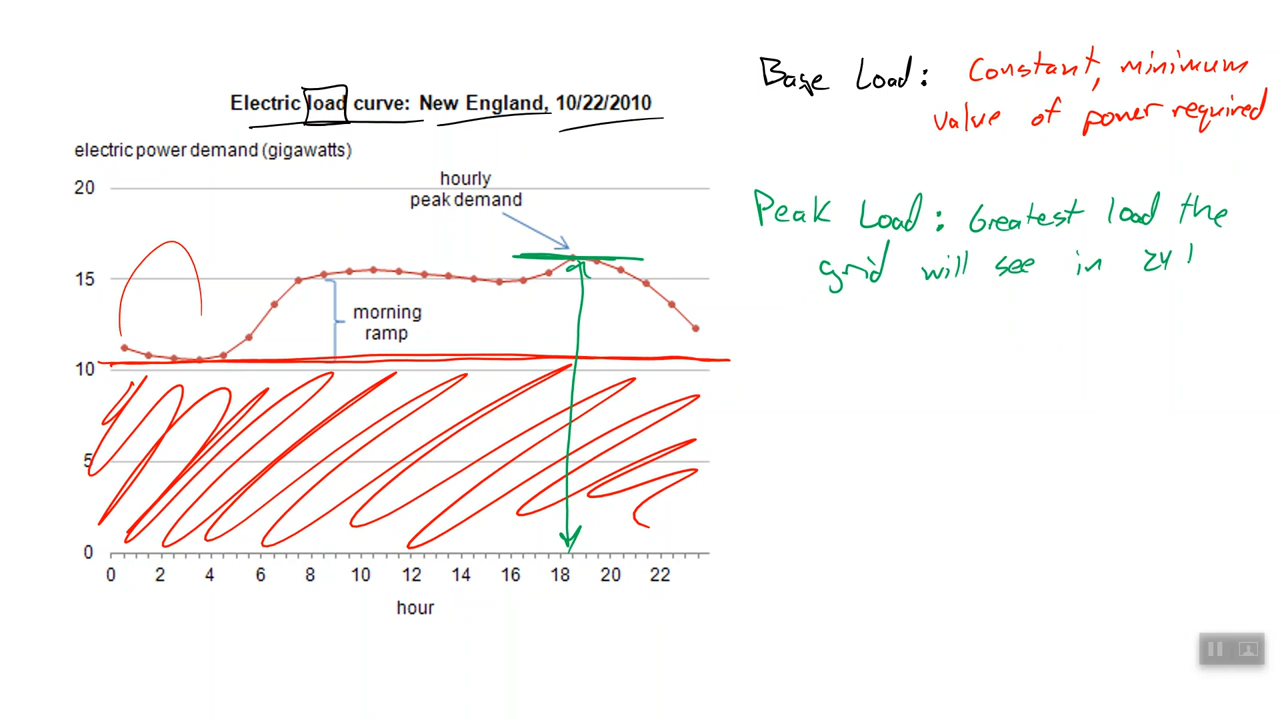 Base Load: Constant, minimum
value of power required
Electric load curve: New England, 10/22/2010
electric power demand (gigawatts)
20
hourly
peak demand
Peak Load: Greatest load the
grid will see in 24
15
morning
ramp
10
5
0
0 2 4 6 8 10 12 14 16 18 20 22
hour